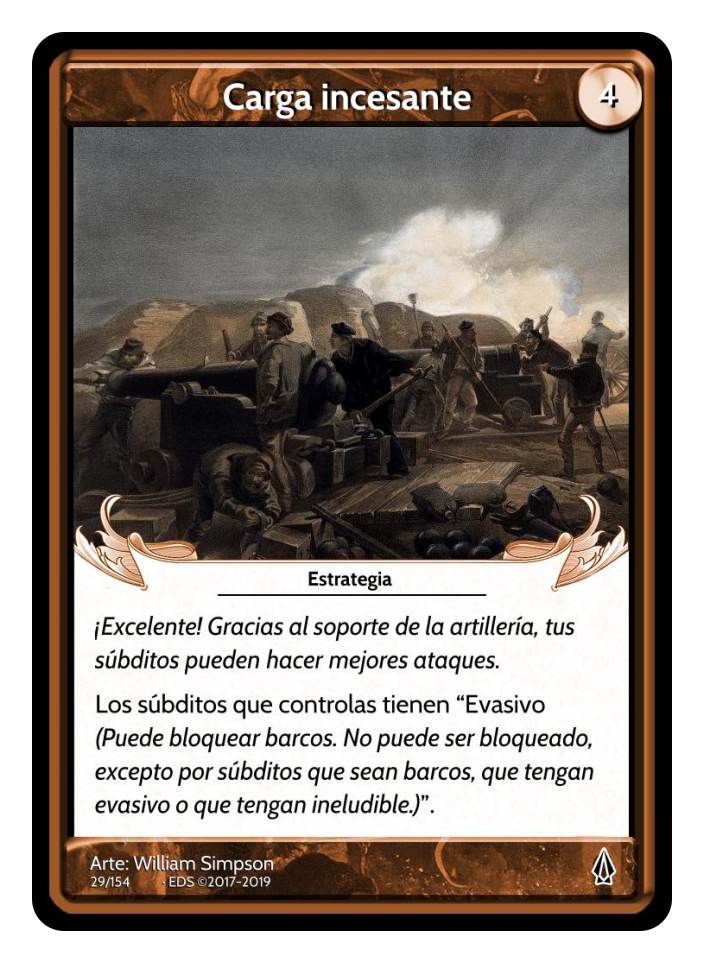 Carga incesante
4
Estrategia
¡Excelente! Gracias al soporte de la artillería, tus
súbditos pueden hacer mejores ataques.
Los súbditos que controlas tienen “Evasivo
(Puede bloquear barcos. No puede ser bloqueado,
excepto por súbditos que sean barcos, que tengan
evasivo o que tengan ineludible.)”.
Arte: William Simpson
29/154 · EDS ©2017-2019